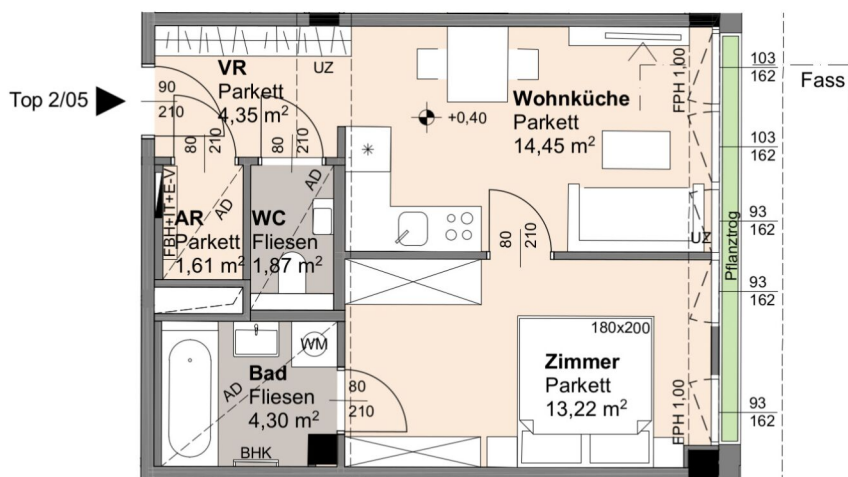 Top 2/05
90
210
VR
Parkett
4,35 m²
UZ
80
210
80
210
Wohnküche
Parkett
14,45 m²
+0,40
FPH 1,00
103
162
Fass
103
162
93
162
93
162
93
162
Pflanztrog
UZ
FBH+IT+E-V
AR
Parkett
1,61 m²
AD
WC
Fliesen
1,87 m²
AD
80
210
Bad
Fliesen
4,30 m²
AD
WM
BHK
80
210
180x200
Zimmer
Parkett
13,22 m²
FPH 1,00